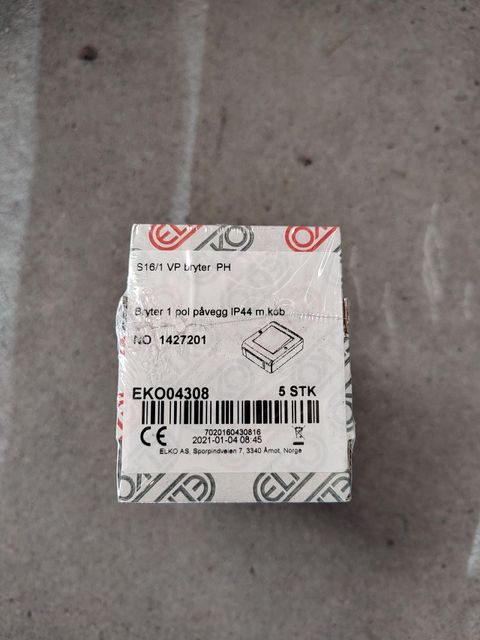 S16/1 VP bryter PH
Bryter 1 pol påvegg IP44 m kob
NO 1427201
EKO04308 5 STK
7020160430816
2021-01-04 08:45
CE
ELKO AS, Sporpindveien 7, 3340 Åmot, Norge